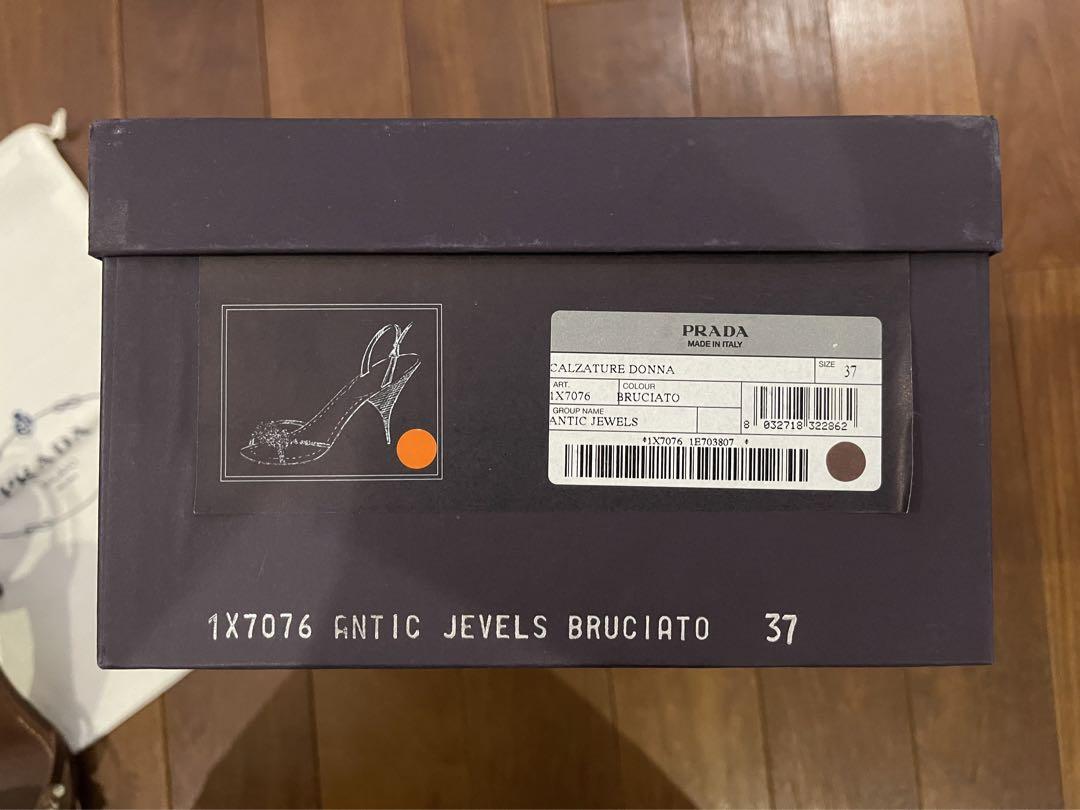 PRADA
MADE IN ITALY
CALZATURE DONNA
SIZE 37
ART.
1X7076
COLOUR
BRUCIATO
GROUP NAME
ANTIC JEWELS
8 032718 322862
*1X7076 1E703807 *
1X7076 ANTIC JEVELS BRUCIATO 37
PRADA